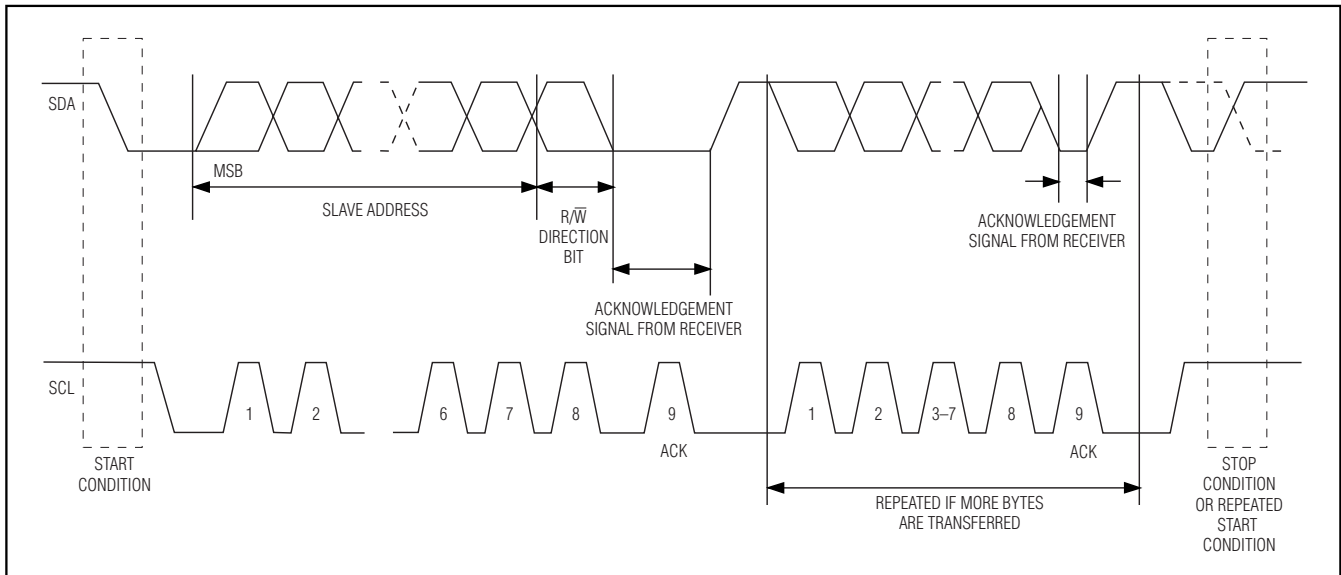 SDA
MSB
SLAVE ADDRESS
R/W̅
DIRECTION
BIT
ACKNOWLEDGEMENT
SIGNAL FROM RECEIVER
ACKNOWLEDGEMENT
SIGNAL FROM RECEIVER
SCL
1
2
6
7
8
9
1
2
3–7
8
9
ACK
ACK
START
CONDITION
REPEATED IF MORE BYTES
ARE TRANSFERRED
STOP
CONDITION
OR REPEATED
START
CONDITION